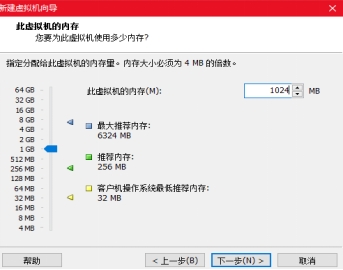 新建虚拟机向导
此虚拟机的内存
您要为此虚拟机使用多少内存?
指定分配给此虚拟机的内存量。内存大小必须为 4 MB 的倍数。
64 GB
此虚拟机的内存(M):
1024
MB
32 GB
16 GB
8 GB
最大推荐内存:
4 GB
6324 MB
2 GB
1 GB
推荐内存:
512 MB
256 MB
256 MB
128 MB
64 MB
客户机操作系统最低推荐内存:
32 MB
32 MB
16 MB
8 MB
4 MB
帮助
< 上一步(B)
下一步(N) >
取消